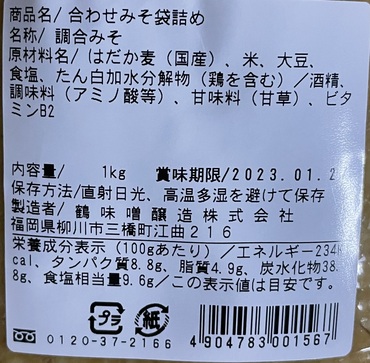 商品名/ 合わせみそ袋詰め
名称/ 調合みそ
原材料名/ はだか麦（国産）、米、大豆、
食塩、たん白加水分解物（鶏を含む）/酒精、
調味料（アミノ酸等）、甘味料（甘草）、ビタ
ミンB2
内容量/ 1kg 賞味期限/2023.01.2
保存方法/直射日光、高温多湿を避けて保存
製造者/ 鶴味噌醸造株式会社
福岡県柳川市三橋町江曲216
栄養成分表示（100gあたり）/エネルギー234k
cal、タンパク質8.8g、脂質4.9g、炭水化物38.
8g、食塩相当量9.6g/この表示値は目安です。
プラ 紙
0120-37-2166
4904783001567